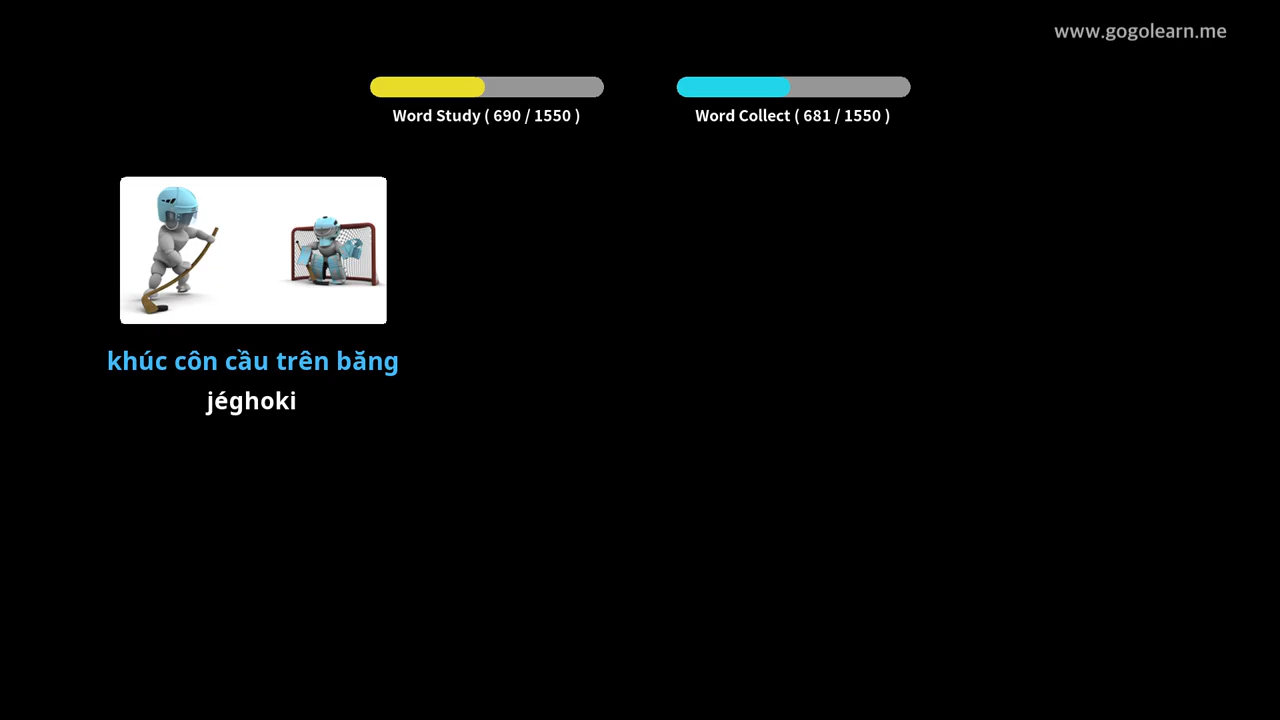 www.gogolearn.me
Word Study ( 690 / 1550 )
Word Collect ( 681 / 1550 )
khúc côn cầu trên băng
jéghoki